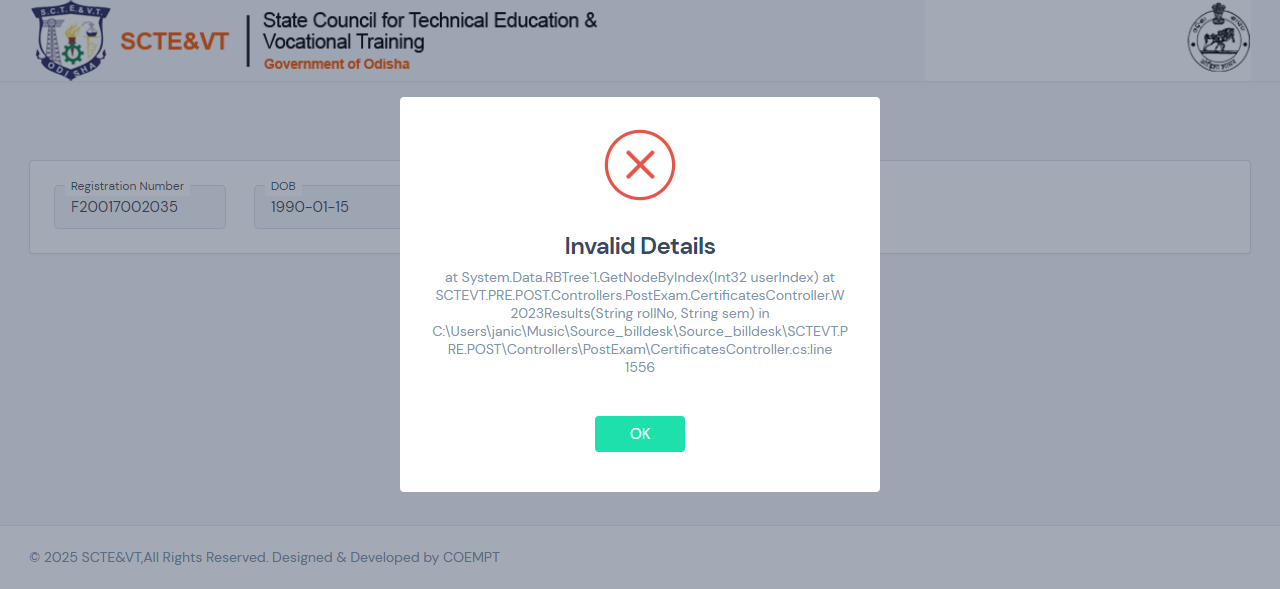 S.C.T.E.&V.T.
ODISHA
SCTE&VT
State Council for Technical Education &
Vocational Training
Government of Odisha
Registration Number
F20017002035
DOB
1990-01-15
Invalid Details
at System.Data.RBTree`1.GetNodeByIndex(Int32 userIndex) at
SCTEVT.PRE.POST.Controllers.PostExam.CertificatesController.W
2023Results(String rollNo, String sem) in
C:\Users\janic\Music\Source_billdesk\Source_billdesk\SCTEVT.P
RE.POST\Controllers\PostExam\CertificatesController.cs:line
1556
OK
© 2025 SCTE&VT,All Rights Reserved. Designed & Developed by COEMPT